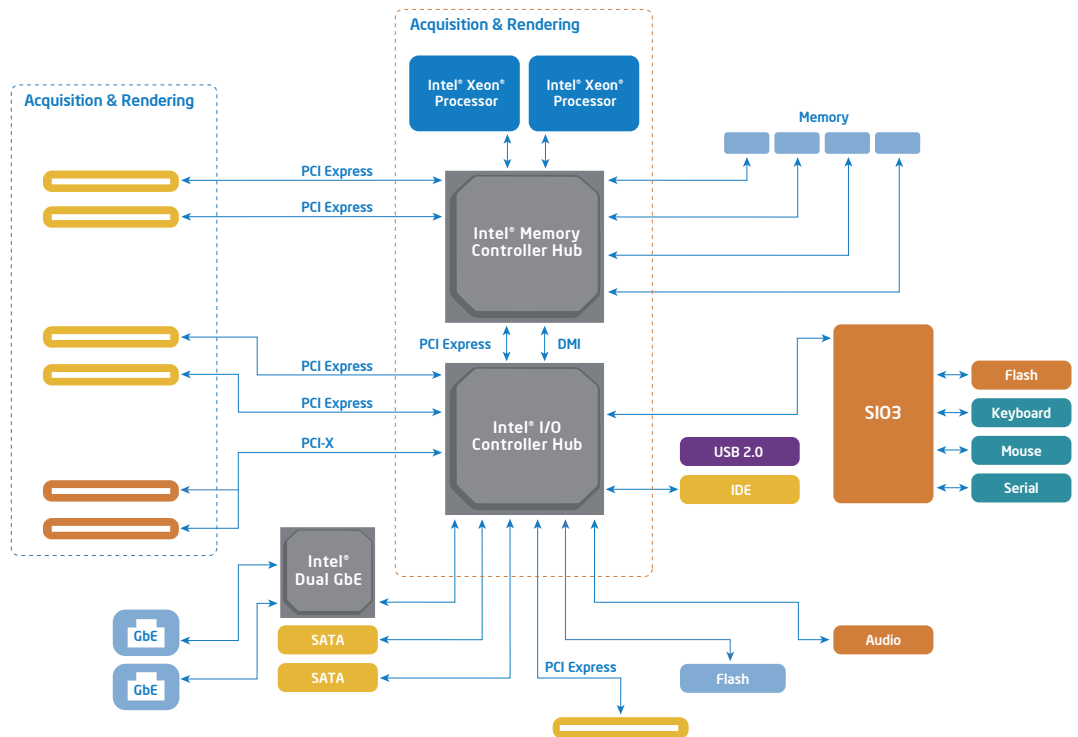 Acquisition & Rendering
Acquisition & Rendering
Intel® Xeon®
Processor
Intel® Xeon®
Processor
Memory
PCI Express
PCI Express
Intel® Memory
Controller Hub
PCI Express
DMI
PCI Express
PCI Express
PCI-X
Intel® I/O
Controller Hub
SIO3
Flash
Keyboard
Mouse
Serial
USB 2.0
IDE
Intel®
Dual GbE
GbE
GbE
SATA
SATA
PCI Express
Flash
Audio